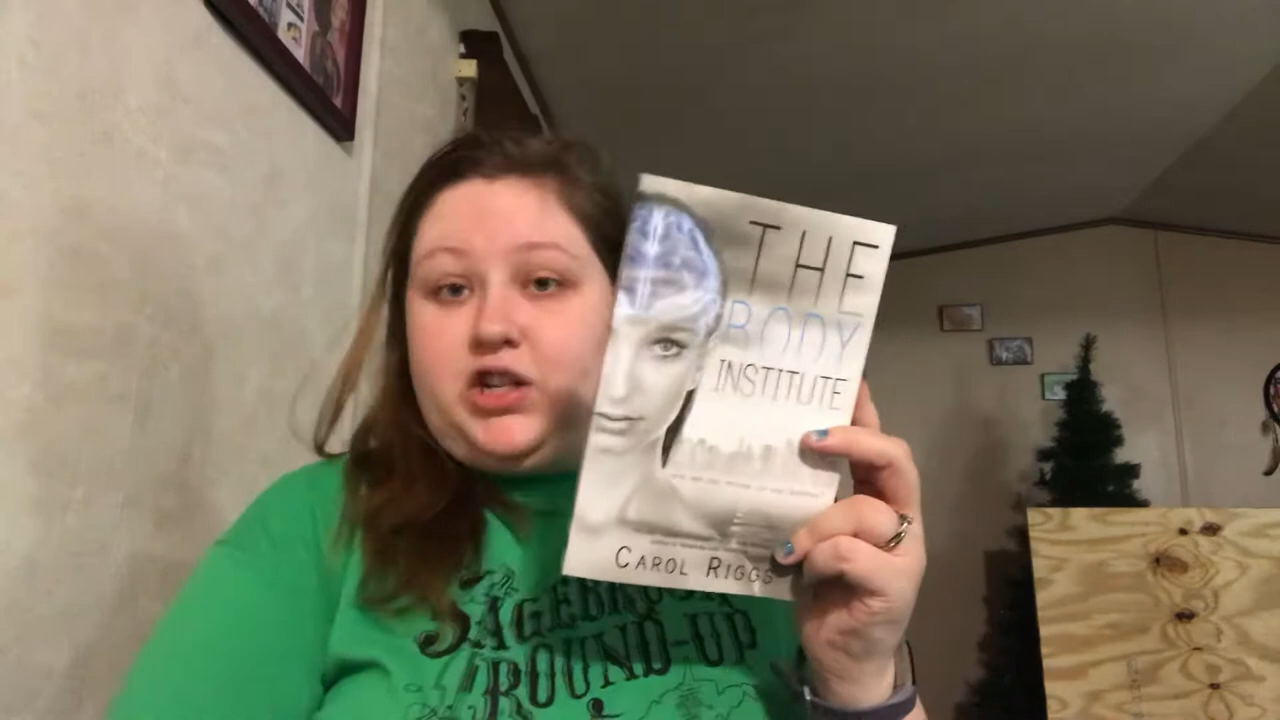 THE
BODY
INSTITUTE
CAROL RIGGS
SAGEBRUSH
ROUND-UP